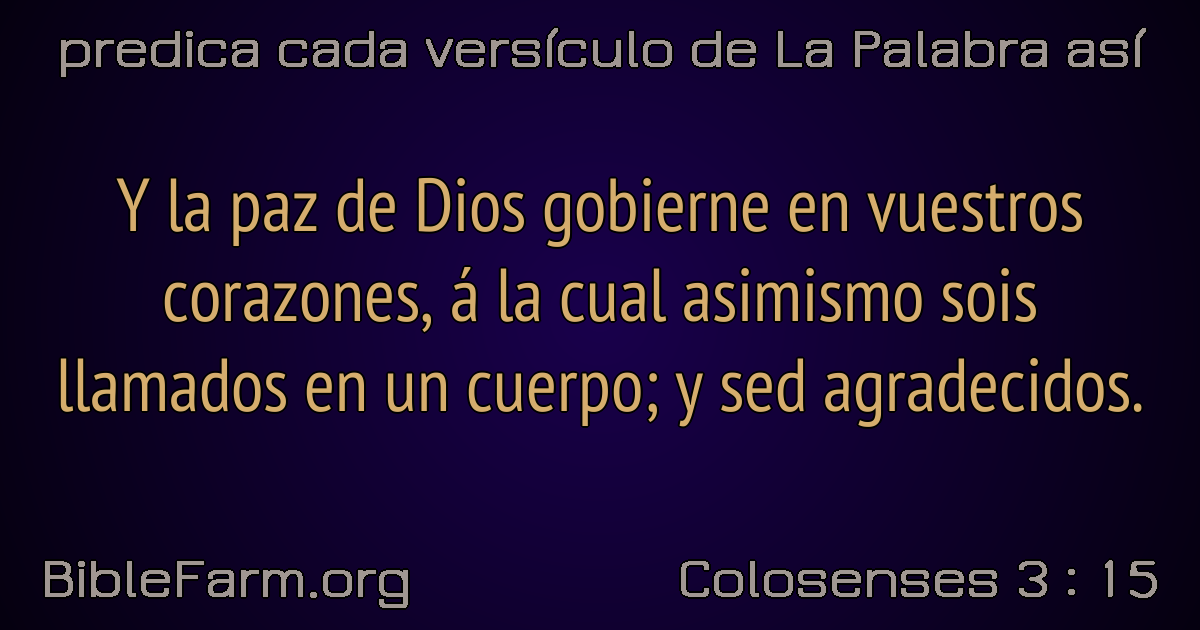 predica cada versículo de La Palabra así
Y la paz de Dios gobierne en vuestros
corazones, á la cual asimismo sois
llamados en un cuerpo; y sed agradecidos.
BibleFarm.org
Colosenses 3 : 15